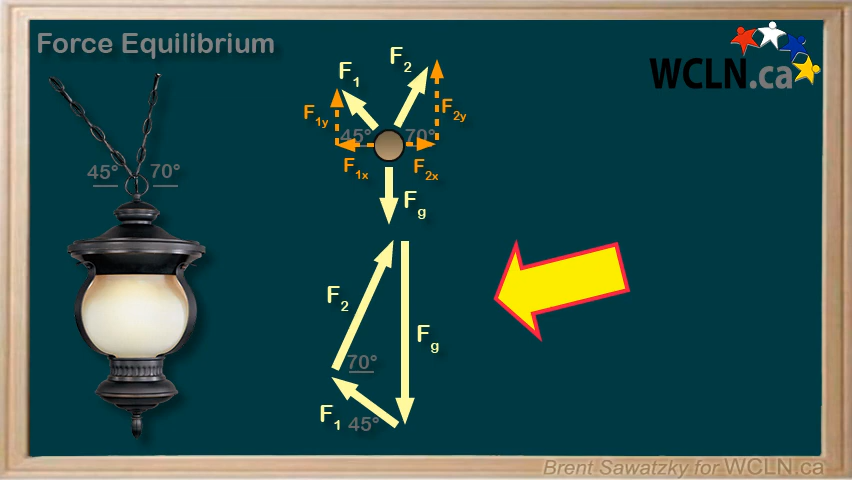 Force Equilibrium
WCLN.ca
45° 70°
F1 F2
F1y F2y
45° 70°
F1x F2x
Fg
F2
Fg
70°
F1 45°
Brent Sawatzky for WCLN.ca